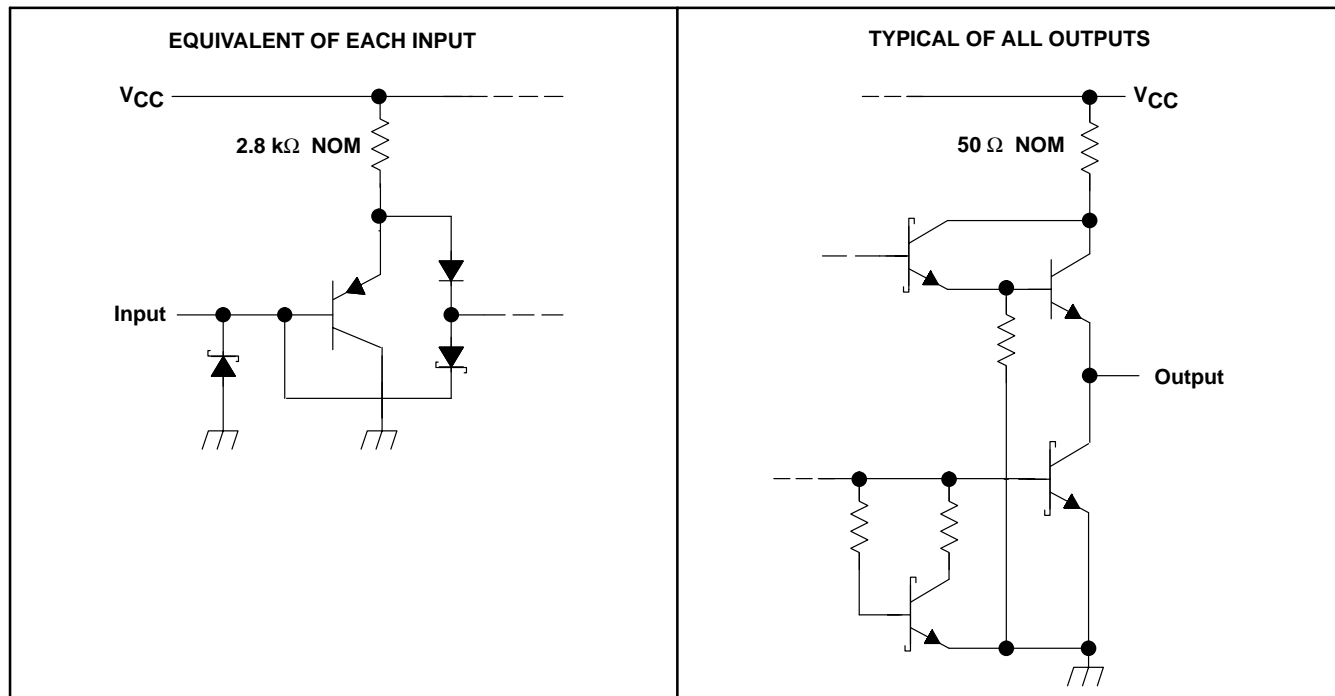 EQUIVALENT OF EACH INPUT
VCC
2.8 kΩ NOM
Input
TYPICAL OF ALL OUTPUTS
VCC
50 Ω NOM
Output